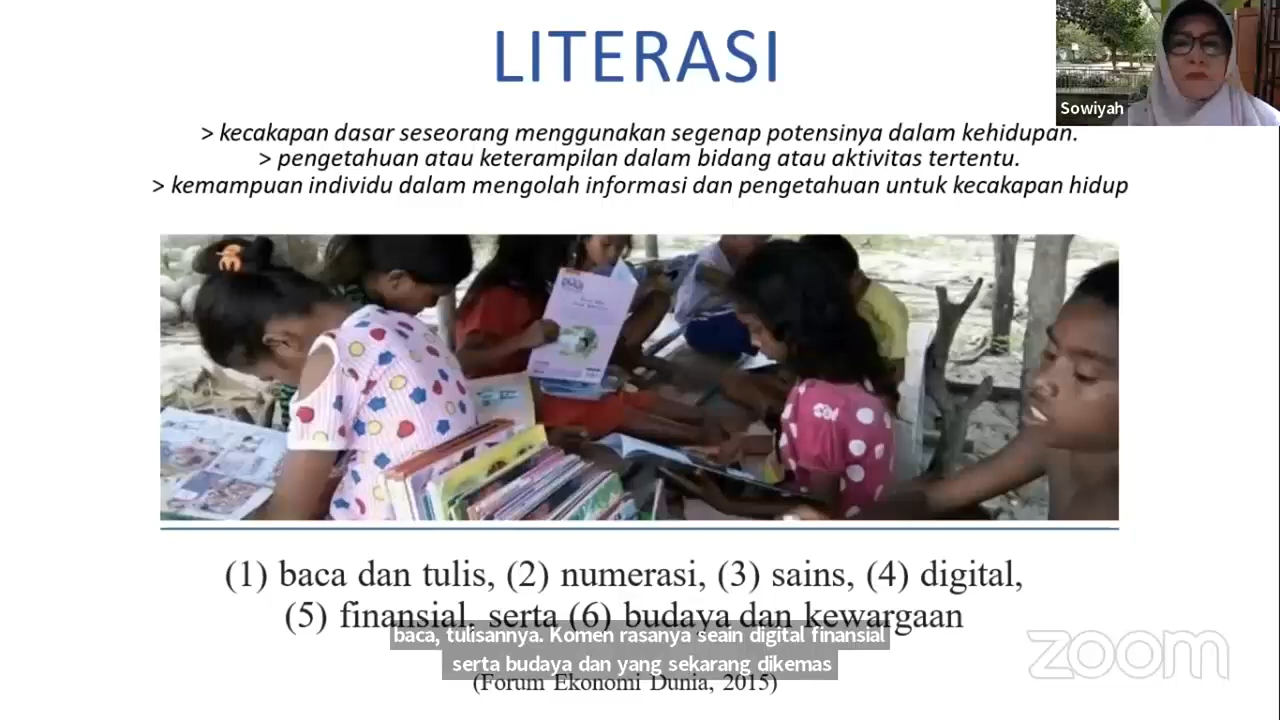 LITERASI
Sowiyah
> kecakapan dasar seseorang menggunakan segenap potensinya dalam kehidupan.
> pengetahuan atau keterampilan dalam bidang atau aktivitas tertentu.
> kemampuan individu dalam mengolah informasi dan pengetahuan untuk kecakapan hidup
(1) baca dan tulis, (2) numerasi, (3) sains, (4) digital,
(5) finansial, serta (6) budaya dan kewargaan
baca, tulisannya. Komen rasanya seain digital finansial
serta budaya dan yang sekarang dikemas
(Forum Ekonomi Dunia, 2015)
zoom